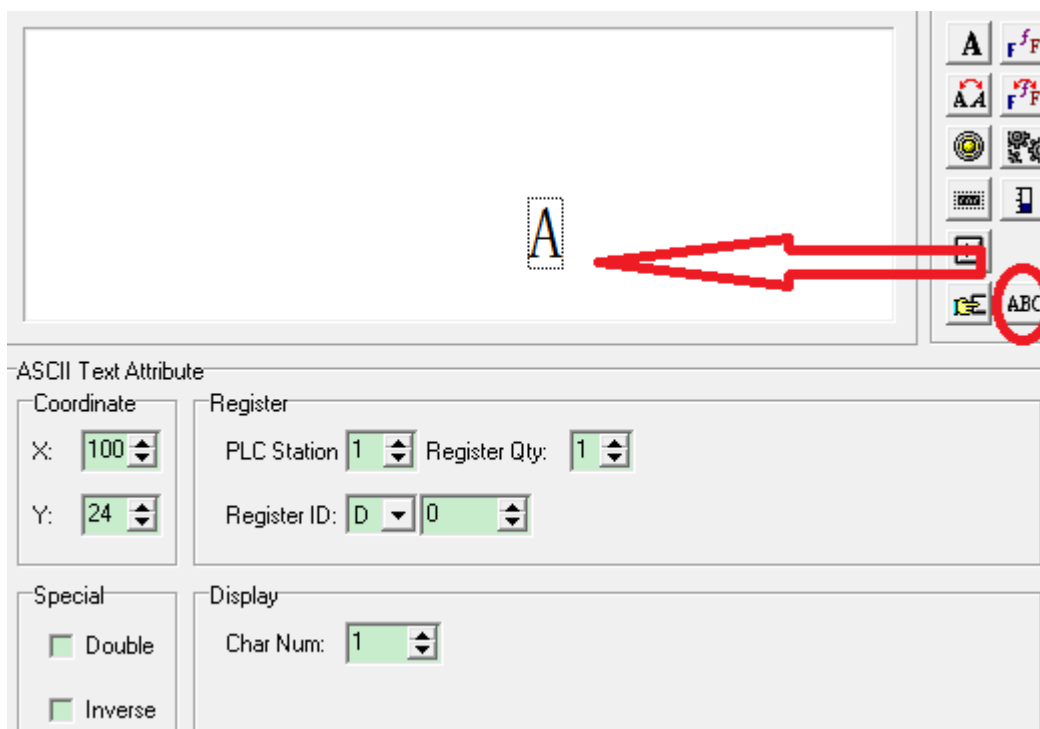 A
F f F
A A
F f F
A
ABC
ASCII Text Attribute
Coordinate
Register
X: 100
PLC Station 1 Register Qty: 1
Y: 24
Register ID: D 0
Special
Display
Double
Char Num: 1
Inverse